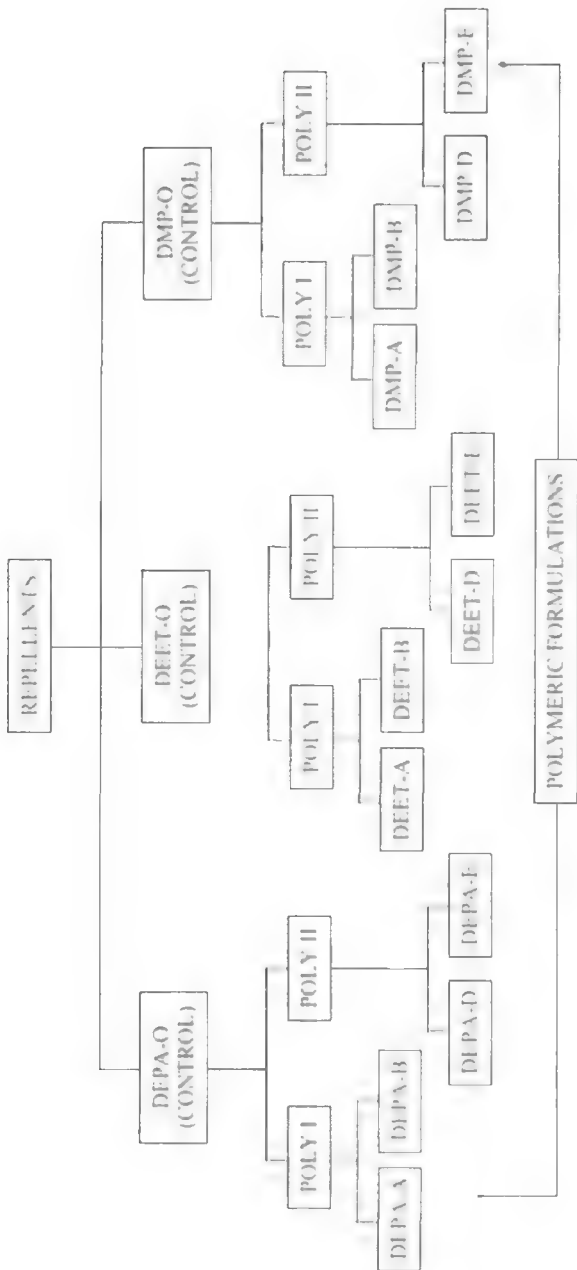 REPELLENTS
DEPA-O
(CONTROL)
DEET-O
(CONTROL)
DMP-O
(CONTROL)
POLY I
POLY II
POLY I
POLY II
POLY I
POLY II
DEPA-A
DEPA-B
DEET-A
DEET-B
DMP-A
DMP-B
DEPA-D
DEPA-E
DEET-D
DEET-E
DMP-D
DMP-E
POLYMERIC FORMULATIONS